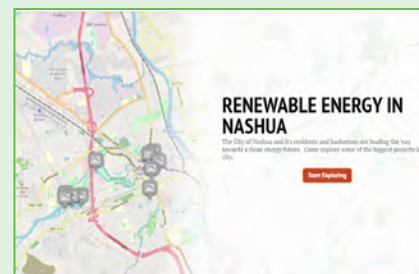 RENEWABLE ENERGY IN
NASHUA
The City of Nashua and it's residents and businesses are leading the way
towards a clean energy future. Come explore some of the biggest projects in
city.
Start Exploring